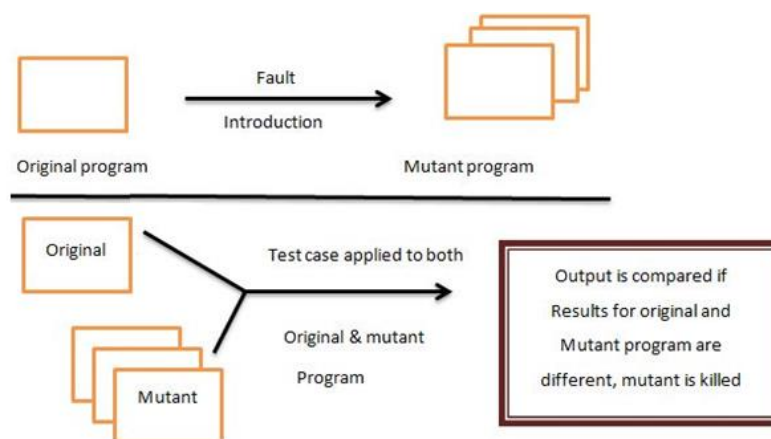 Fault
Introduction
Original program
Mutant program
Original
Test case applied to both
Original & mutant
Program
Mutant
Output is compared if
Results for original and
Mutant program are
different, mutant is killed